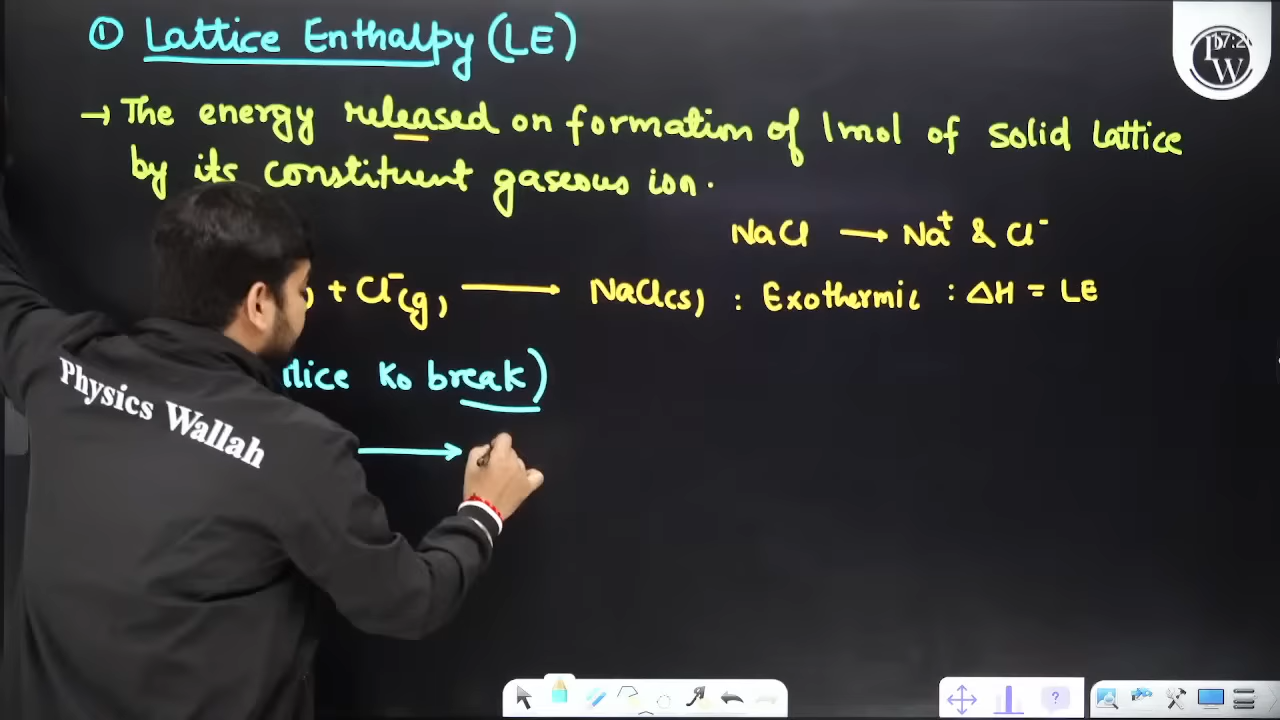 ① Lattice Enthalpy (LE)
→ The energy released on formation of 1mol of solid lattice
by its constituent gaseous ion.
NaCl → Na⁺ & Cl⁻
+ Cl⁻(g) → NaCl(s) : Exothermic : ΔH = LE
Ko break)
→
Physics Wallah
PW